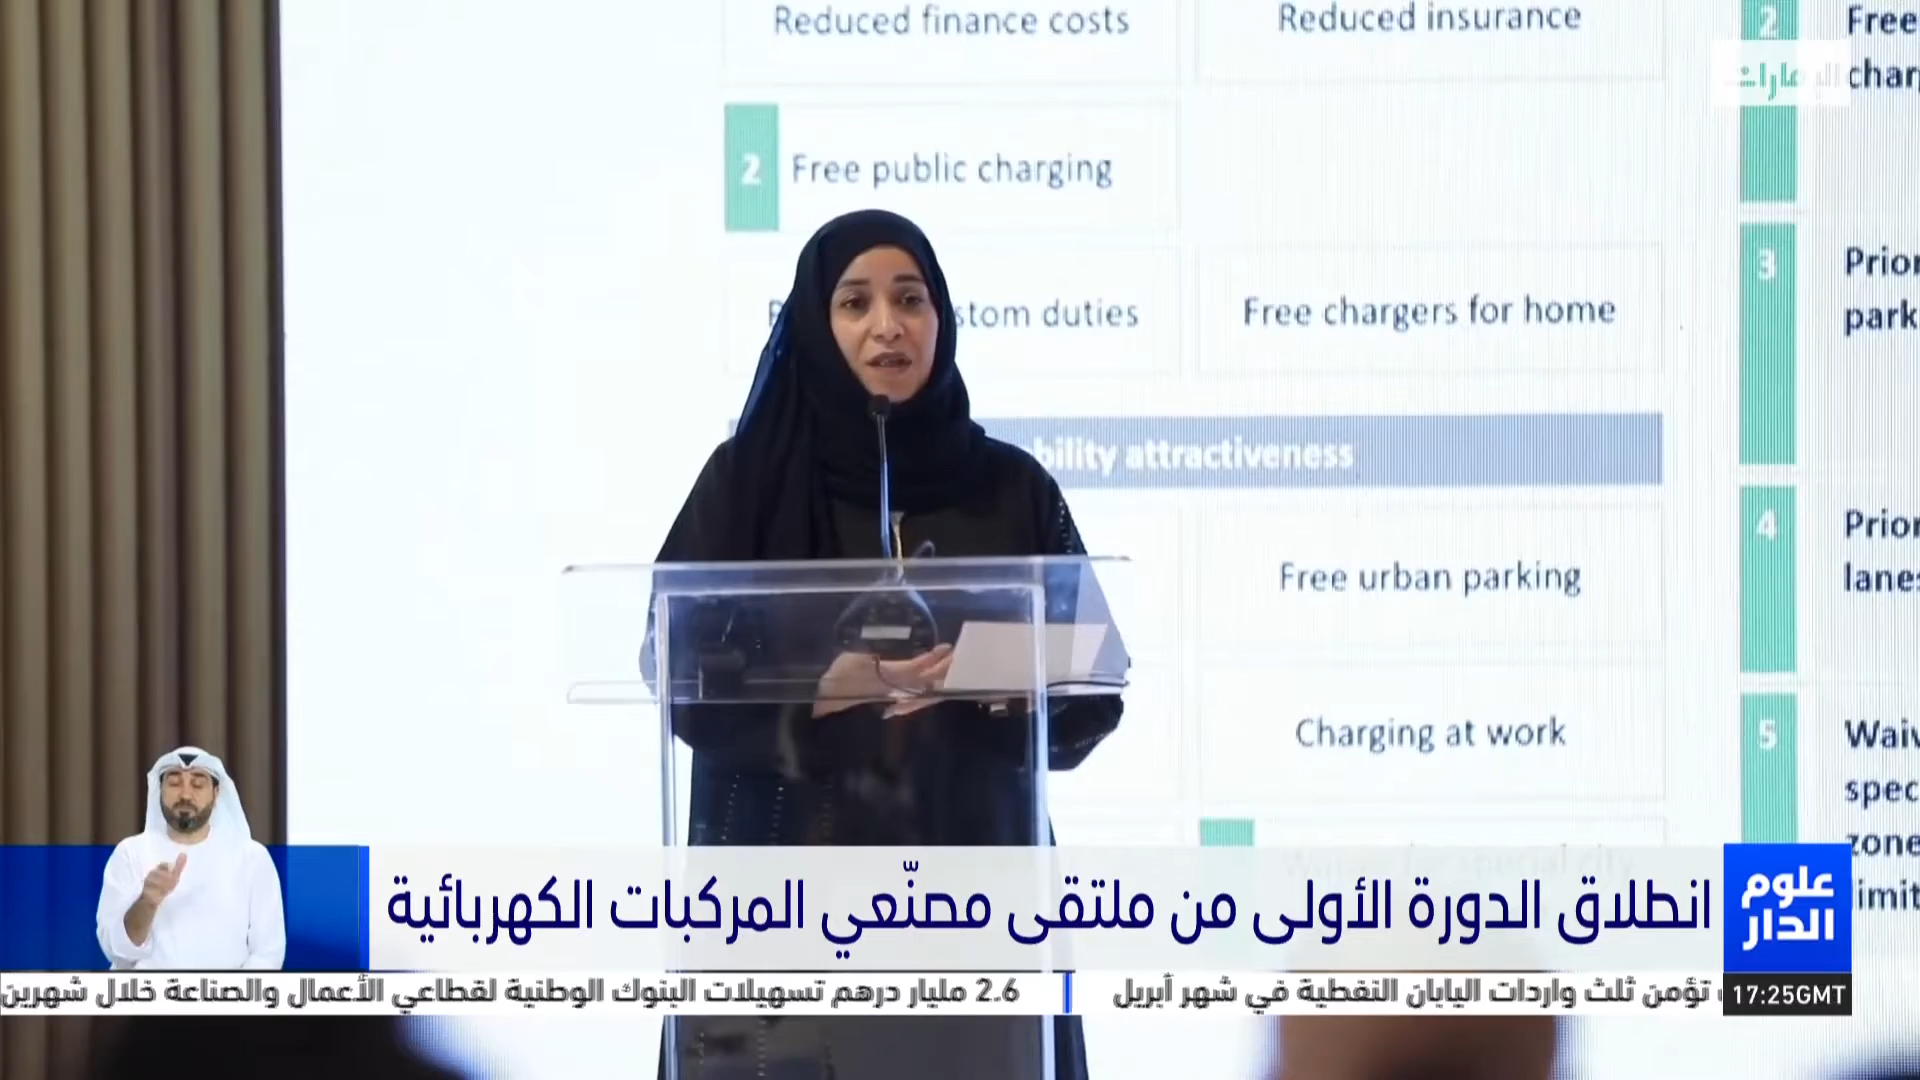 Reduced finance costs
Reduced insurance
2
Free
char
الإمارات
2
Free public charging
3
Prior
park
stom duties
Free chargers for home
bility attractiveness
4
Prior
lanes
Free urban parking
Charging at work
5
Waiv
spec
zone
limit
علوم
الدار
انطلاق الدورة الأولى من ملتقى مصنّعي المركبات الكهربائية
17:25GMT
تؤمن ثلث واردات اليابان النفطية في شهر أبريل
2.6 مليار درهم تسهيلات البنوك الوطنية لقطاعي الأعمال والصناعة خلال شهرين